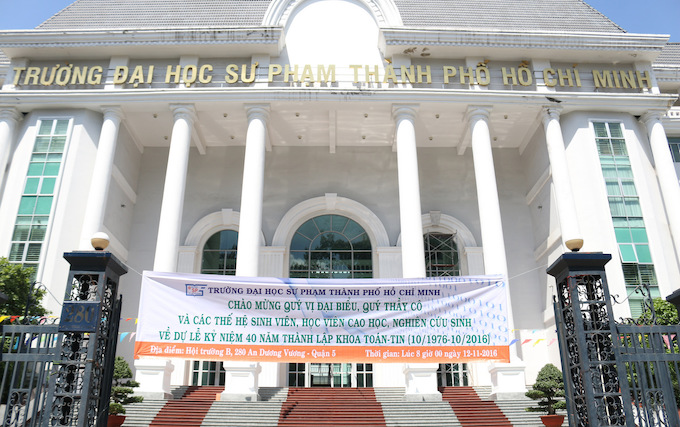 TRƯỜNG ĐẠI HỌC SƯ PHẠM THÀNH PHỐ HỒ CHÍ MINH
TRƯỜNG ĐẠI HỌC SƯ PHẠM THÀNH PHỐ HỒ CHÍ MINH
CHÀO MỪNG QUÝ VỊ ĐẠI BIỂU, QUÝ THẦY CÔ
VÀ CÁC THẾ HỆ SINH VIÊN, HỌC VIÊN CAO HỌC, NGHIÊN CỨU SINH
VỀ DỰ LỄ KỶ NIỆM 40 NĂM THÀNH LẬP KHOA TOÁN-TIN (10/1976-10/2016)
Địa điểm: Hội trường B, 280 An Dương Vương - Quận 5 Thời gian: Lúc 8 giờ 00 ngày 12-11-2016
280